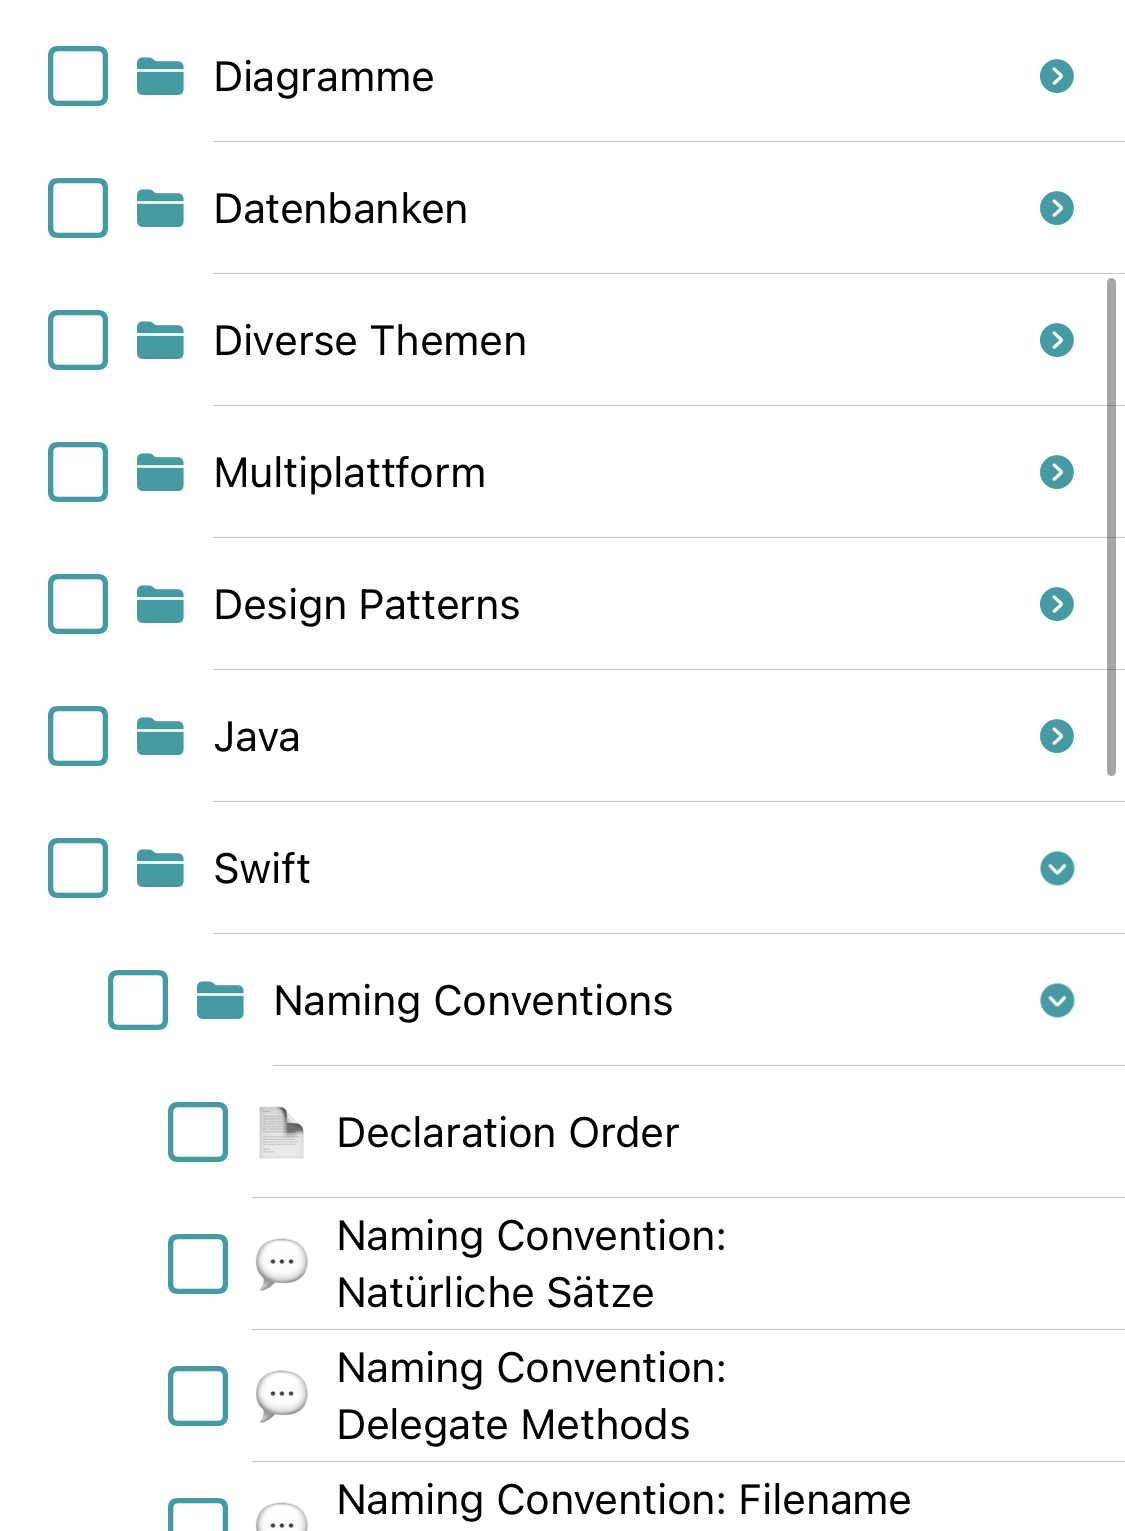 Diagramme
Datenbanken
Diverse Themen
Multiplattform
Design Patterns
Java
Swift
Naming Conventions
Declaration Order
Naming Convention:
Natürliche Sätze
Naming Convention:
Delegate Methods
Naming Convention: Filename